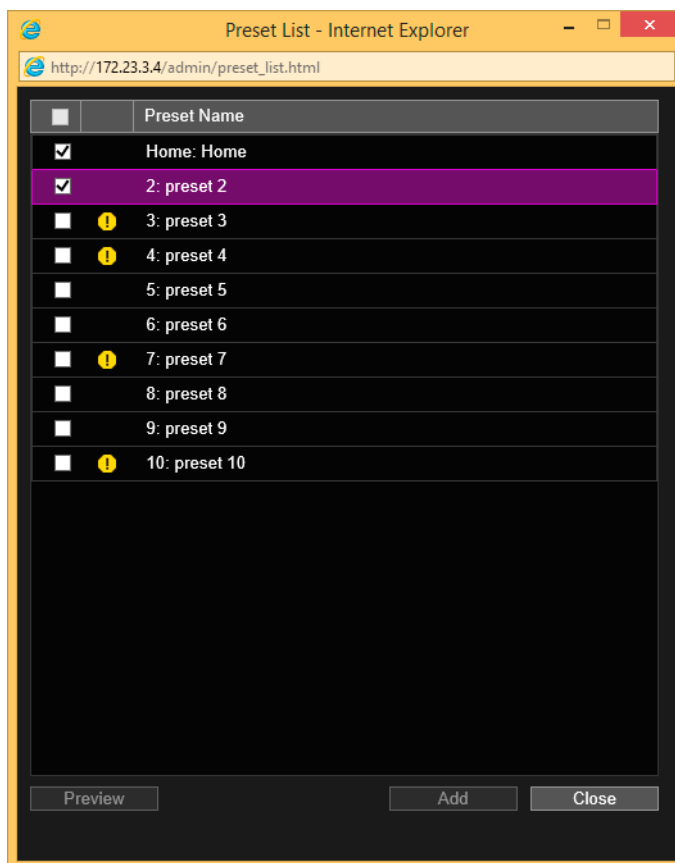 Preset List - Internet Explorer
http://172.23.3.4/admin/preset_list.html
Preset Name
Home: Home
2: preset 2
3: preset 3
4: preset 4
5: preset 5
6: preset 6
7: preset 7
8: preset 8
9: preset 9
10: preset 10
Preview Add Close